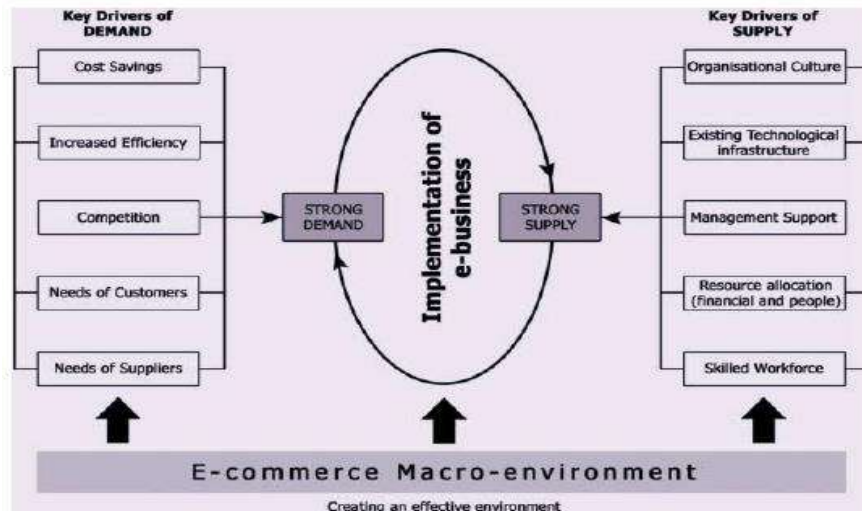 Key Drivers of
DEMAND
Key Drivers of
SUPPLY
Cost Savings
Increased Efficiency
Competition
Needs of Customers
Needs of Suppliers
STRONG
DEMAND
Implementation of
e-business
STRONG
SUPPLY
Organisational Culture
Existing Technological
infrastructure
Management Support
Resource allocation
(financial and people)
Skilled Workforce
E-commerce Macro-environment
Creating an effective environment